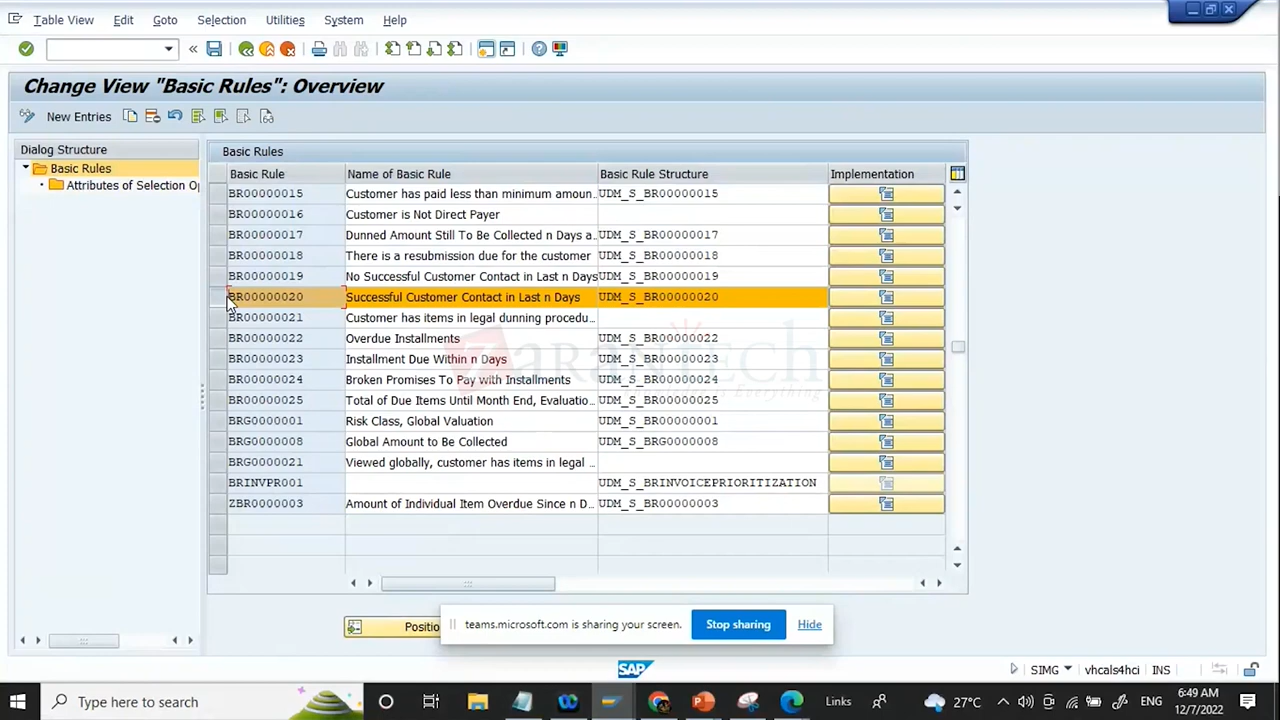 Table View Edit Goto Selection Utilities System Help
Change View "Basic Rules": Overview
New Entries
Dialog Structure
Basic Rules
Attributes of Selection Op
Basic Rules
Basic Rule Name of Basic Rule Basic Rule Structure Implementation
BR00000015 Customer has paid less than minimum amoun... UDM_S_BR00000015
BR00000016 Customer is Not Direct Payer
BR00000017 Dunned Amount Still To Be Collected n Days a... UDM_S_BR00000017
BR00000018 There is a resubmission due for the customer UDM_S_BR00000018
BR00000019 No Successful Customer Contact in Last n Days UDM_S_BR00000019
BR00000020 Successful Customer Contact in Last n Days UDM_S_BR00000020
BR00000021 Customer has items in legal dunning procedu...
BR00000022 Overdue Installments UDM_S_BR00000022
BR00000023 Installment Due Within n Days UDM_S_BR00000023
BR00000024 Broken Promises To Pay with Installments UDM_S_BR00000024
BR00000025 Total of Due Items Until Month End, Evaluatio... UDM_S_BR00000025
BRG0000001 Risk Class, Global Valuation UDM_S_BR00000001
BRG0000008 Global Amount to Be Collected UDM_S_BRG0000008
BRG0000021 Viewed globally, customer has items in legal ...
BRINVPR001 UDM_S_BRINVOICEPRIORITIZATION
ZBR0000003 Amount of Individual Item Overdue Since n D... UDM_S_BR00000003
ZaranTech
Everything
Positio
teams.microsoft.com is sharing your screen. Stop sharing Hide
SAP
SIMG vhcals4hci INS
Type here to search
Links
27°C
ENG
6:49 AM
12/7/2022